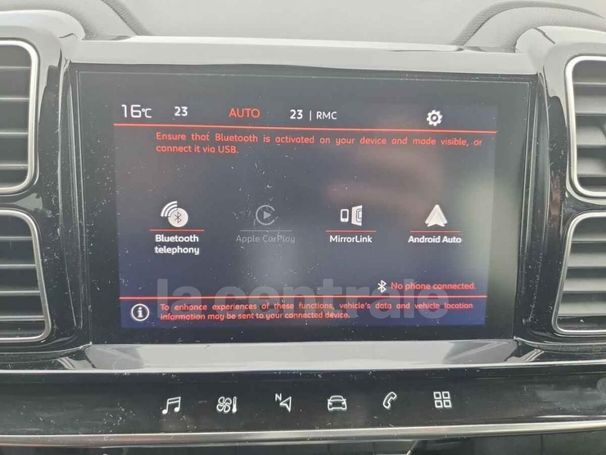 16°C 23 AUTO 23 | RMC
Ensure that Bluetooth is activated on your device and made visible, or
connect it via USB.
Bluetooth
telephony
Apple CarPlay
MirrorLink
Android Auto
No phone connected.
la centrale
To enhance experiences of these functions, vehicle's data and vehicle location
information may be sent to your connected device.
N